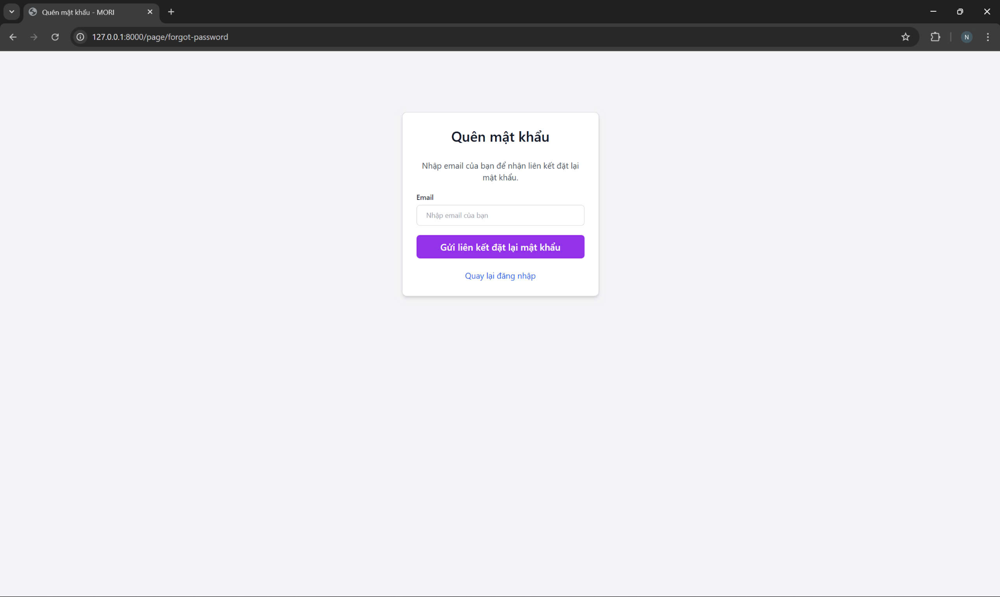 Quên mật khẩu - MORI
127.0.0.1:8000/page/forgot-password
N
Quên mật khẩu
Nhập email của bạn để nhận liên kết đặt lại
mật khẩu.
Email
Nhập email của bạn
Gửi liên kết đặt lại mật khẩu
Quay lại đăng nhập